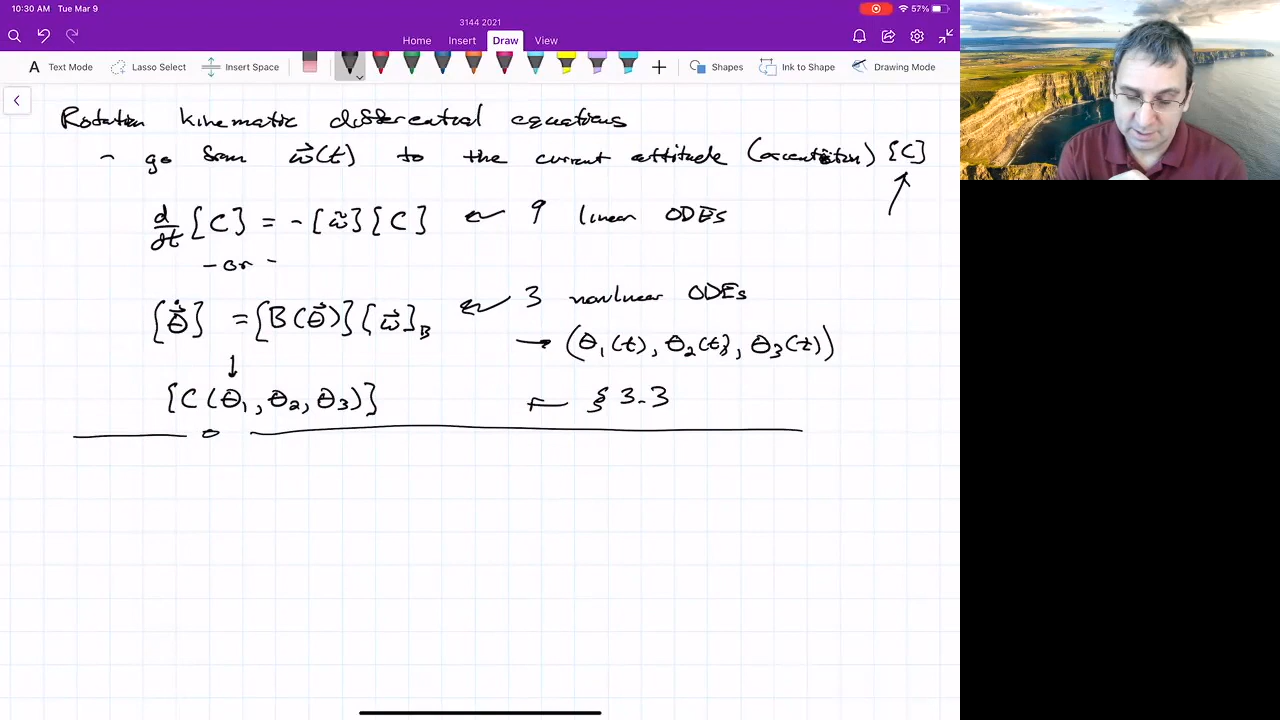 10:30 AM Tue Mar 9
57%
3144 2021
Home Insert Draw View
Text Mode Lasso Select Insert Space Shapes Ink to Shape Drawing Mode
Rotation kinematic differential equations
- go from ω⃗(t) to the current attitude (orientation) [C]
d/dt [C] = -[ω̃][C] ← 9 linear ODEs
- or -
[θ⃗̇] = [B(θ⃗)][ω⃗]_B ← 3 nonlinear ODEs
→ (θ₁(t), θ₂(t), θ₃(t))
↓
[C(θ₁, θ₂, θ₃)] ← § 3.3